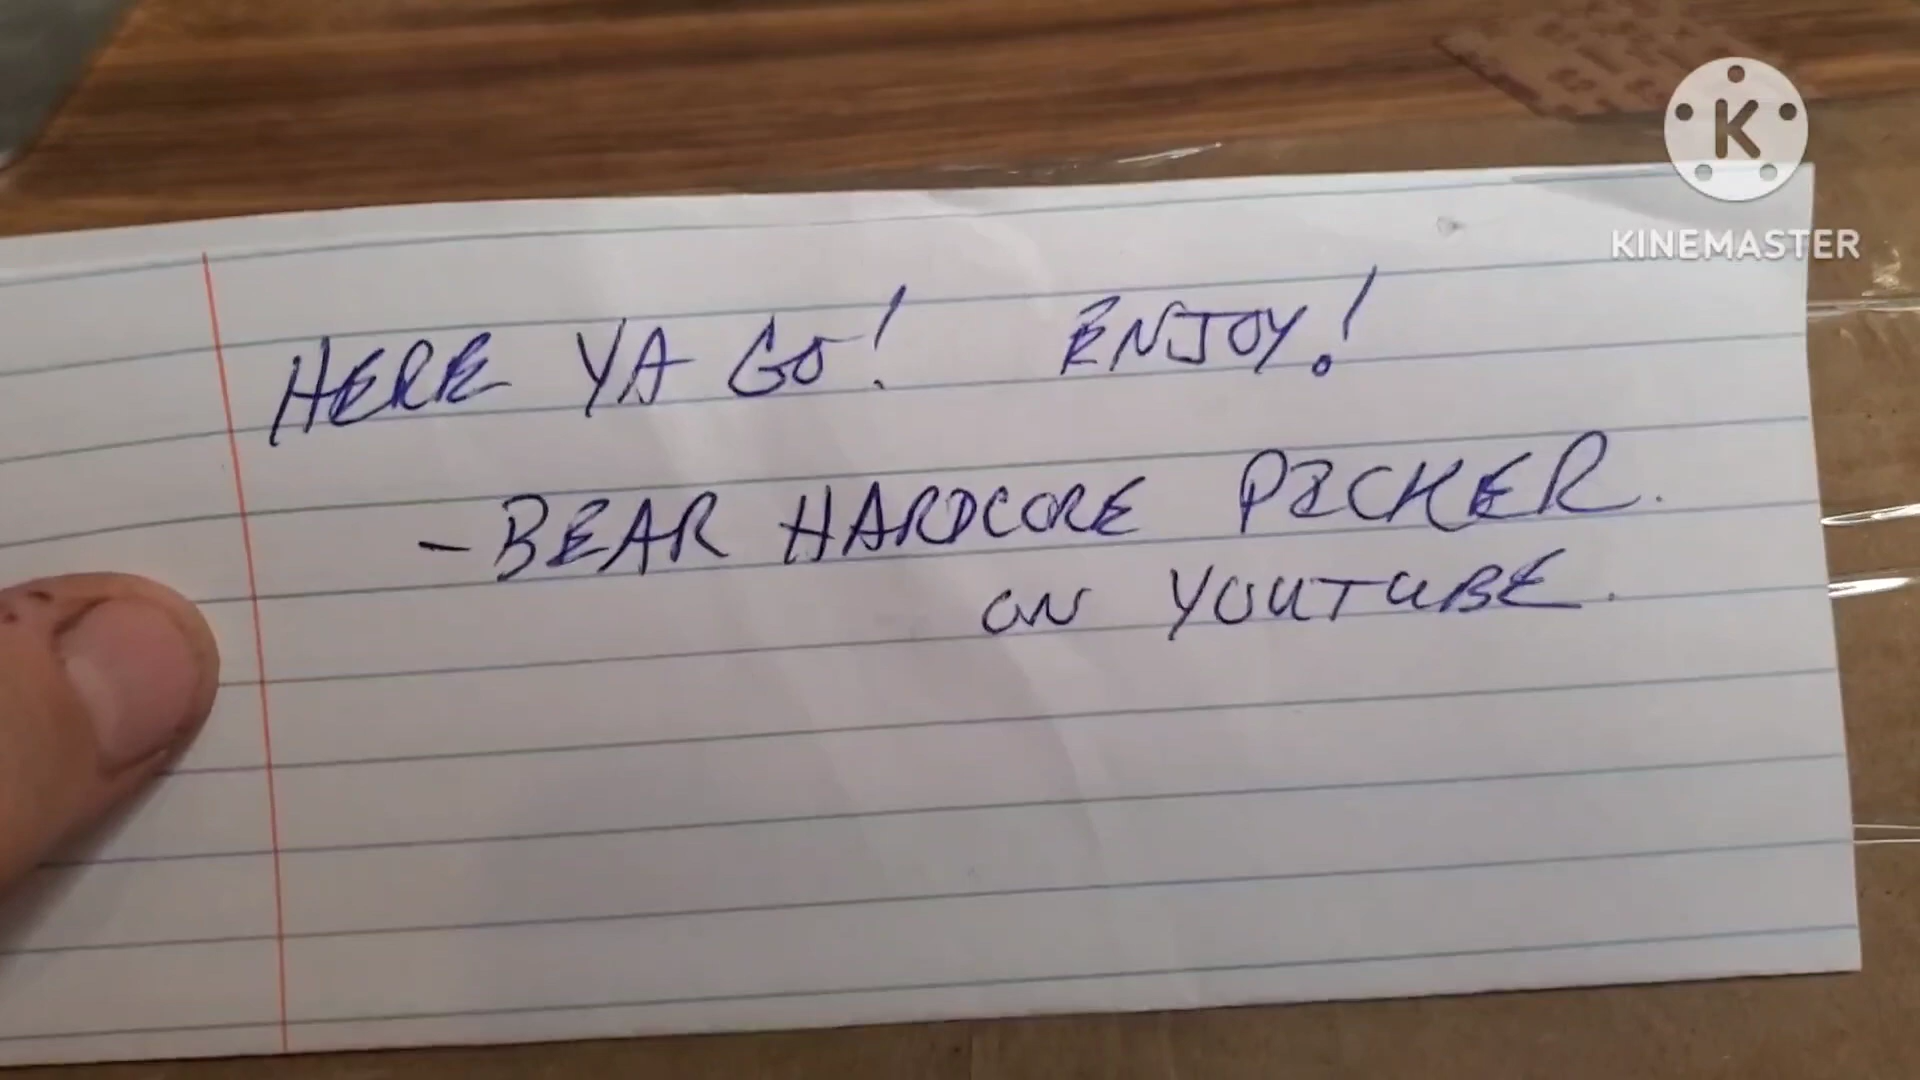 K
KINEMASTER
HERE YA GO! ENJOY!
- BEAR HARDCORE PICKER.
ON YOUTUBE.